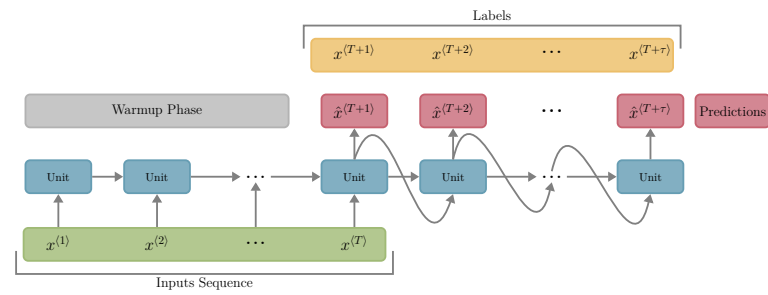 Labels
x^⟨T+1⟩ x^⟨T+2⟩ ··· x^⟨T+τ⟩
Warmup Phase x̂^⟨T+1⟩ x̂^⟨T+2⟩ ··· x̂^⟨T+τ⟩ Predictions
Unit Unit ··· Unit Unit ··· Unit
x^⟨1⟩ x^⟨2⟩ ··· x^⟨T⟩
Inputs Sequence